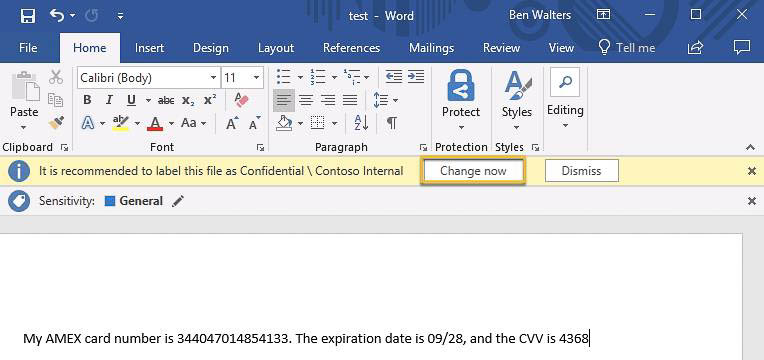 test - Word Ben Walters
File Home Insert Design Layout References Mailings Review View Tell me
Calibri (Body) 11
Paste B I U abc x₂ x² Protect Styles Editing
A A Aa A A
Clipboard Font Paragraph Protection Styles
It is recommended to label this file as Confidential \ Contoso Internal Change now Dismiss
Sensitivity: General
My AMEX card number is 344047014854133. The expiration date is 09/28, and the CVV is 4368